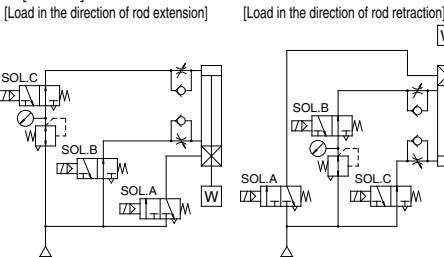 [Load in the direction of rod extension]
[Load in the direction of rod retraction]
SOL.C
SOL.B
SOL.A
W
W
SOL.B
SOL.A
SOL.C